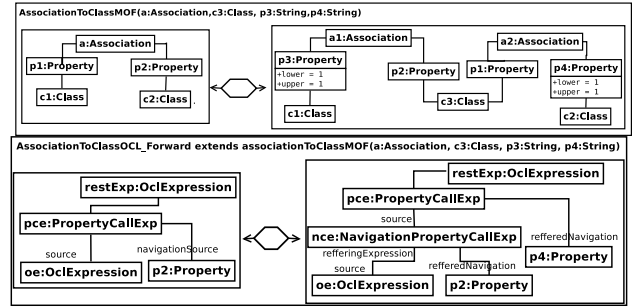 AssociationToClassMOF(a:Association,c3:Class, p3:String,p4:String)
a:Association
p1:Property
p2:Property
c1:Class
c2:Class
a1:Association
a2:Association
p3:Property
+lower = 1
+upper = 1
p2:Property
p1:Property
p4:Property
+lower = 1
+upper = 1
c1:Class
c3:Class
c2:Class
AssociationToClassOCL_Forward extends associationToClassMOF(a:Association, c3:Class, p3:String, p4:String)
restExp:OclExpression
pce:PropertyCallExp
source
navigationSource
oe:OclExpression
p2:Property
restExp:OclExpression
pce:PropertyCallExp
source
nce:NavigationPropertyCallExp
refferedNavigation
refferingExpression
p4:Property
source
refferedNavigation
oe:OclExpression
p2:Property